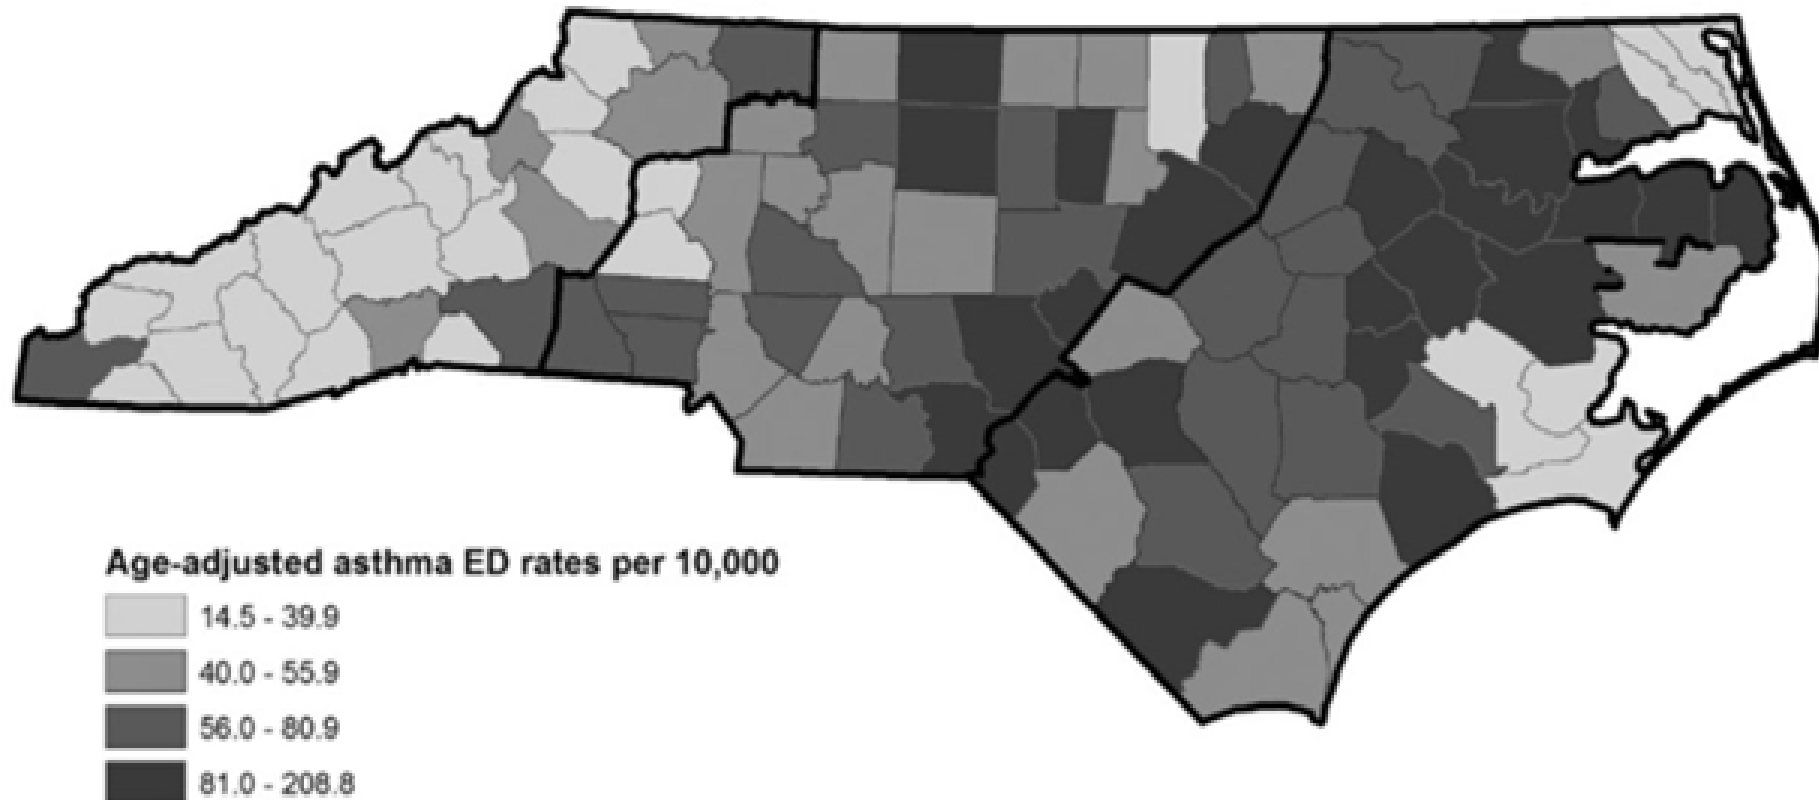 Age-adjusted asthma ED rates per 10,000
14.5 - 39.9
40.0 - 55.9
56.0 - 80.9
81.0 - 208.8